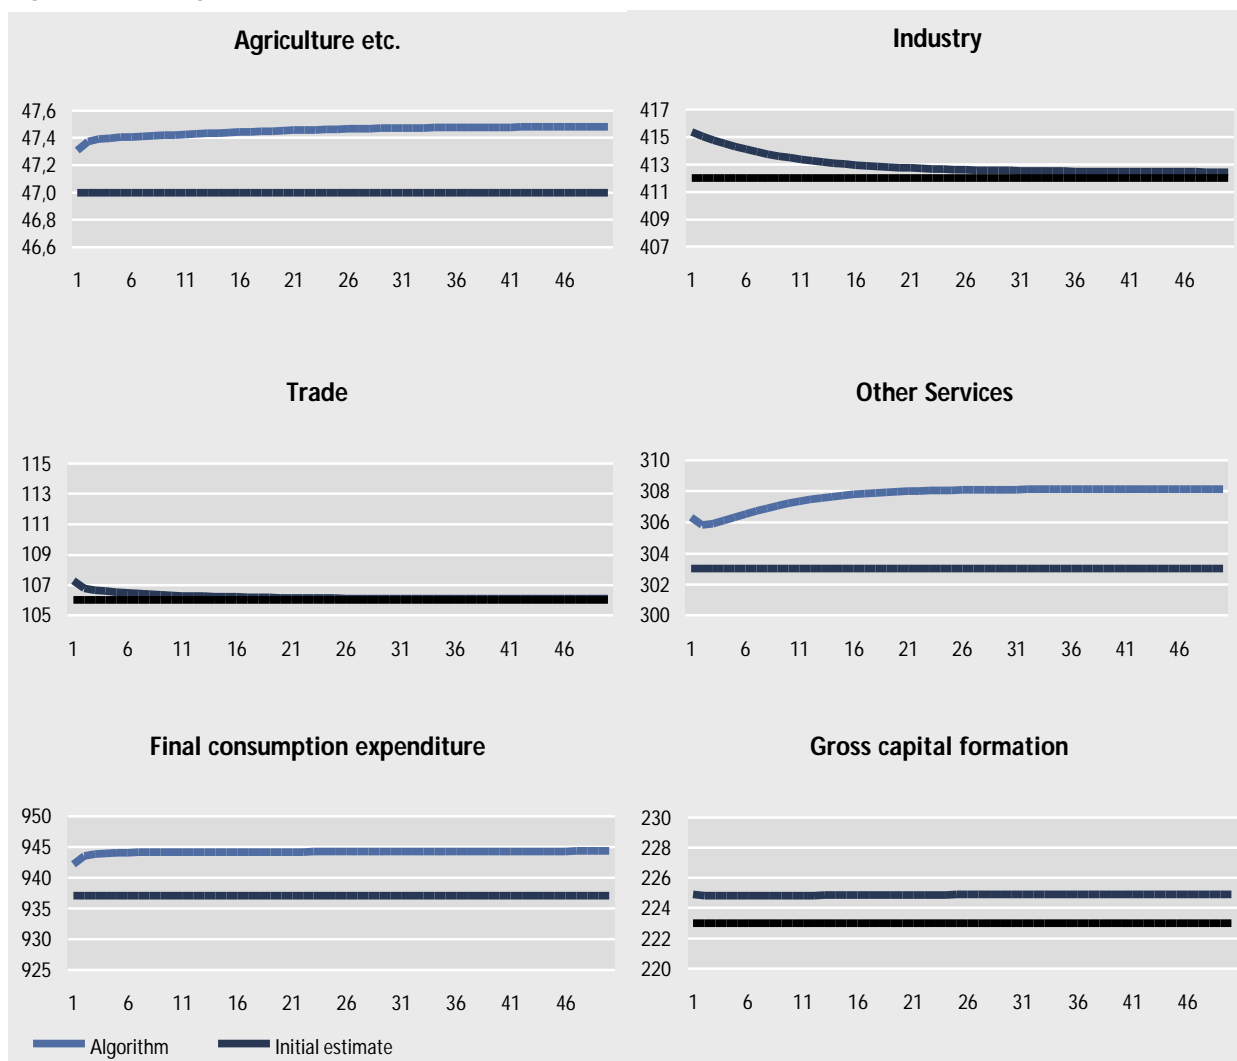 Agriculture etc.
47,6
47,4
47,2
47,0
46,8
46,6
1 6 11 16 21 26 31 36 41 46
Industry
417
415
413
411
409
407
1 6 11 16 21 26 31 36 41 46
Trade
115
113
111
109
107
105
1 6 11 16 21 26 31 36 41 46
Other Services
310
308
306
304
302
300
1 6 11 16 21 26 31 36 41 46
Final consumption expenditure
950
945
940
935
930
925
1 6 11 16 21 26 31 36 41 46
Gross capital formation
230
228
226
224
222
220
1 6 11 16 21 26 31 36 41 46
Algorithm Initial estimate